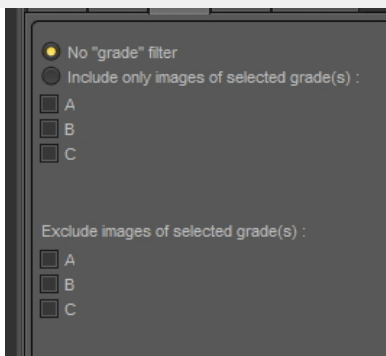 No "grade" filter
Include only images of selected grade(s) :
A
B
C
Exclude images of selected grade(s) :
A
B
C